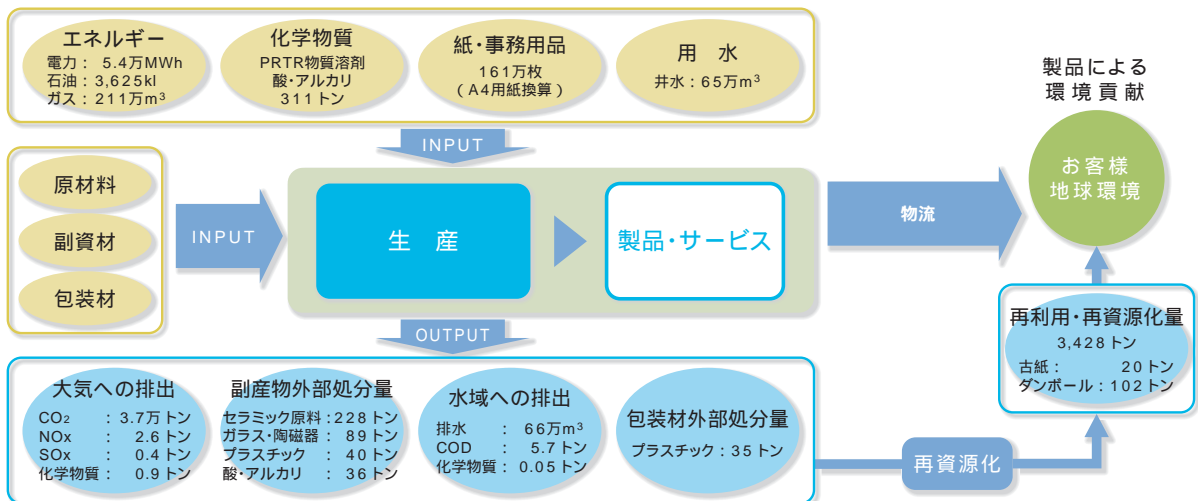 エネルギー
電力： 5.4万MWh
石油：3,625kl
ガス：211万m³
化学物質
PRTR物質溶剤
酸・アルカリ
311トン
紙・事務用品
161万枚
（A4用紙換算）
用 水
井水：65万m³
製品による
環境貢献
お客様
地球環境
INPUT
原材料
副資材
包装材
INPUT
生 産
製品・サービス
物流
OUTPUT
再利用・再資源化量
3,428トン
古紙： 20トン
ダンボール：102トン
大気への排出
CO₂ ：3.7万トン
NOx ： 2.6トン
SOx ： 0.4トン
化学物質： 0.9トン
副産物外部処分量
セラミック原料：228トン
ガラス・陶磁器： 89トン
プラスチック ： 40トン
酸・アルカリ ： 36トン
水域への排出
排水 ： 66万m³
COD ： 5.7トン
化学物質：0.05トン
包装材外部処分量
プラスチック：35トン
再資源化